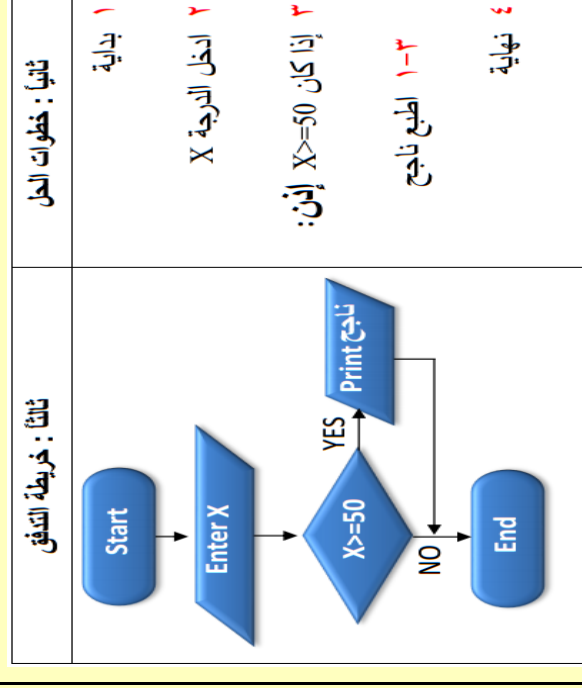 ثانياً : خطوات الحل
١ بداية
٢ ادخل الدرجة X
٣ إذا كان X>=50 إذن:
٣-١ اطبع ناجح
٤ نهاية
ثالثاً : خريطة التدفق
Start
Enter X
X>=50
YES
Print ناجح
NO
End